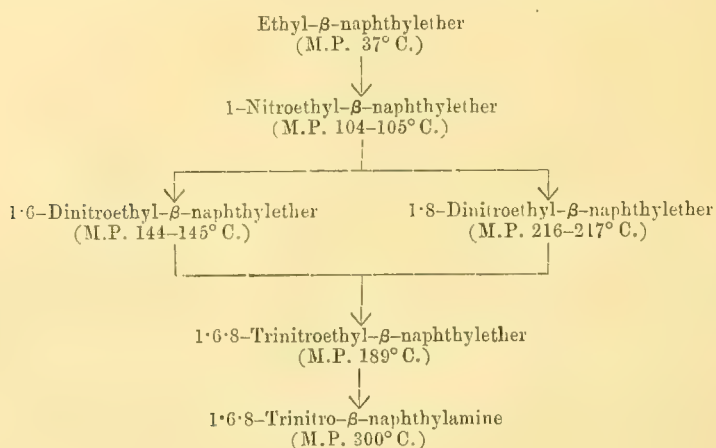 Ethyl-β-naphthylether
(M.P. 37° C.)
1-Nitroethyl-β-naphthylether
(M.P. 104-105° C.)
1·6-Dinitroethyl-β-naphthylether
(M.P. 144-145° C.)
1·8-Dinitroethyl-β-naphthylether
(M.P. 216-217° C.)
1·6·8-Trinitroethyl-β-naphthylether
(M.P. 189° C.)
1·6·8-Trinitro-β-naphthylamine
(M.P. 300° C.)